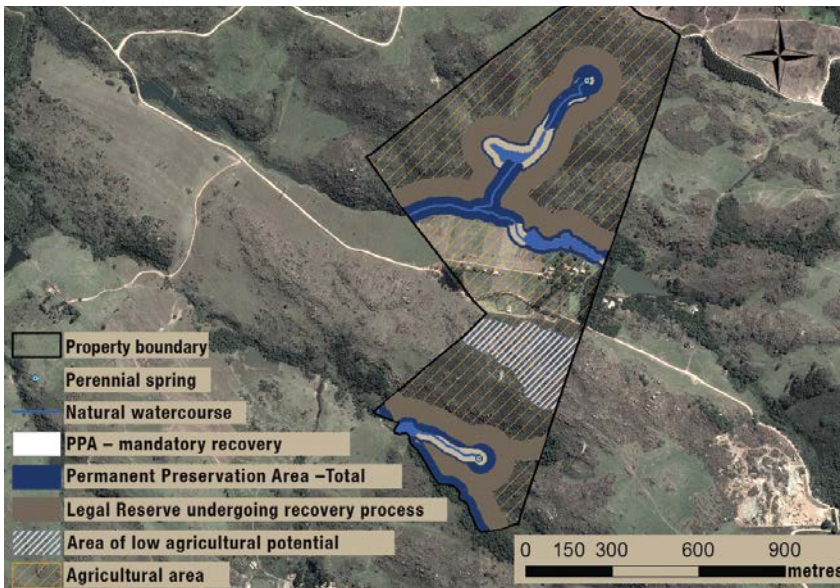 Property boundary
Perennial spring
Natural watercourse
PPA – mandatory recovery
Permanent Preservation Area –Total
Legal Reserve undergoing recovery process
Area of low agricultural potential
Agricultural area
0 150 300 600 900
metres